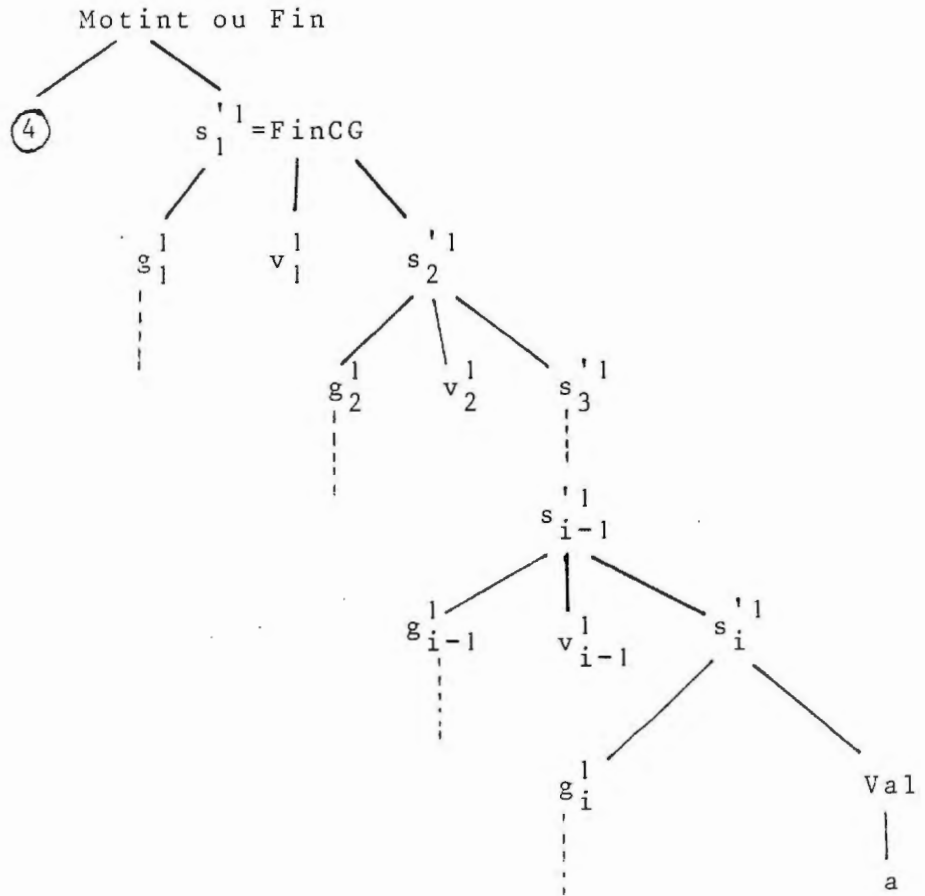 Motint ou Fin
④ s'₁¹=FinCG
g₁¹ v₁¹ s'₂¹
g₂¹ v₂¹ s'₃¹
s'ᵢ₋₁¹
gᵢ₋₁¹ vᵢ₋₁¹ s'ᵢ¹
gᵢ¹ Val
a